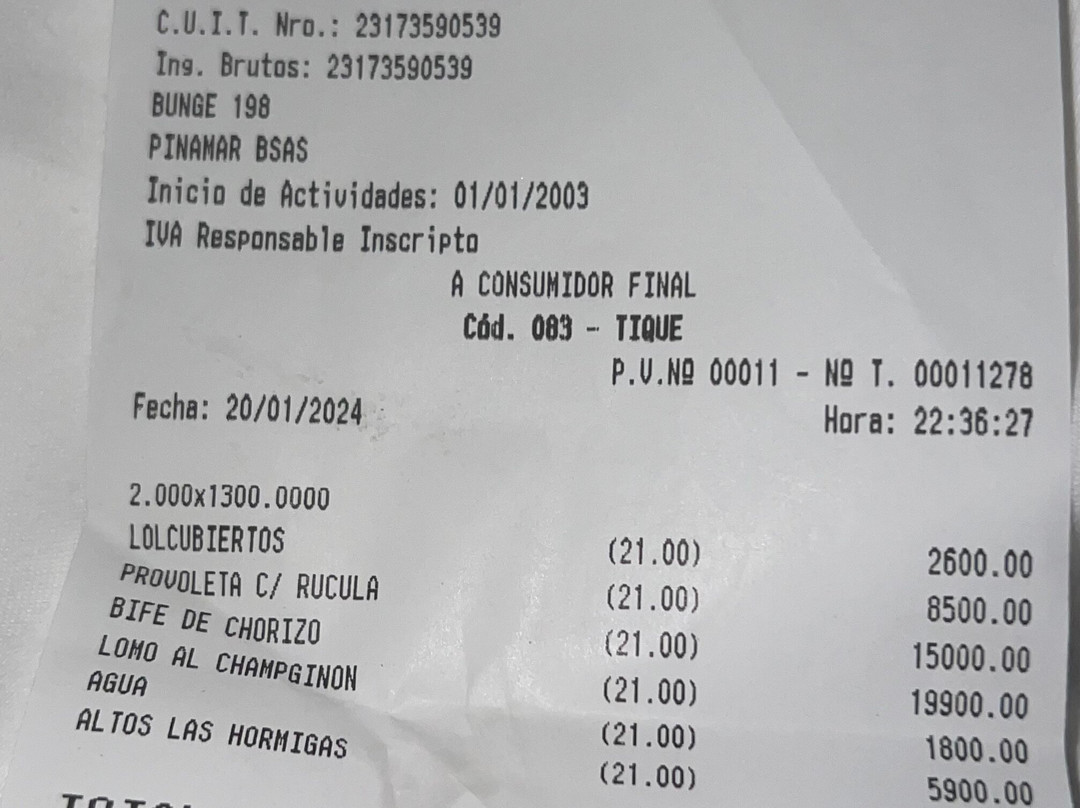 C.U.I.T. Nro.: 23173590539
Ing. Brutos: 23173590539
BUNGE 198
PINAMAR BSAS
Inicio de Actividades: 01/01/2003
IVA Responsable Inscripto
A CONSUMIDOR FINAL
Cód. 083 - TIQUE
P.V.Nº 00011 - Nº T. 00011278
Fecha: 20/01/2024 Hora: 22:36:27
2.000x1300.0000
LOLCUBIERTOS (21.00) 2600.00
PROVOLETA C/ RUCULA (21.00) 8500.00
BIFE DE CHORIZO (21.00) 15000.00
LOMO AL CHAMPGINON (21.00) 19900.00
AGUA (21.00) 1800.00
ALTOS LAS HORMIGAS (21.00) 5900.00
TOTAL